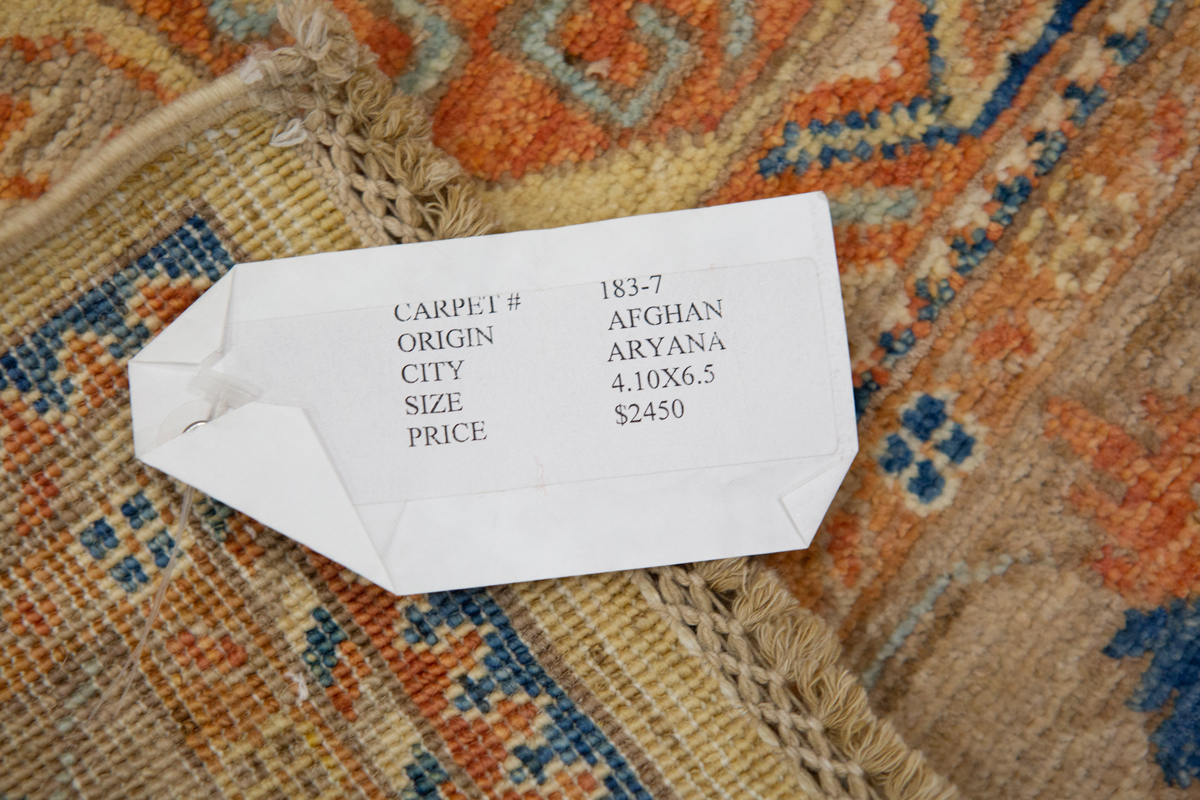 CARPET # 183-7
ORIGIN AFGHAN
CITY ARYANA
SIZE 4.10X6.5
PRICE $2450